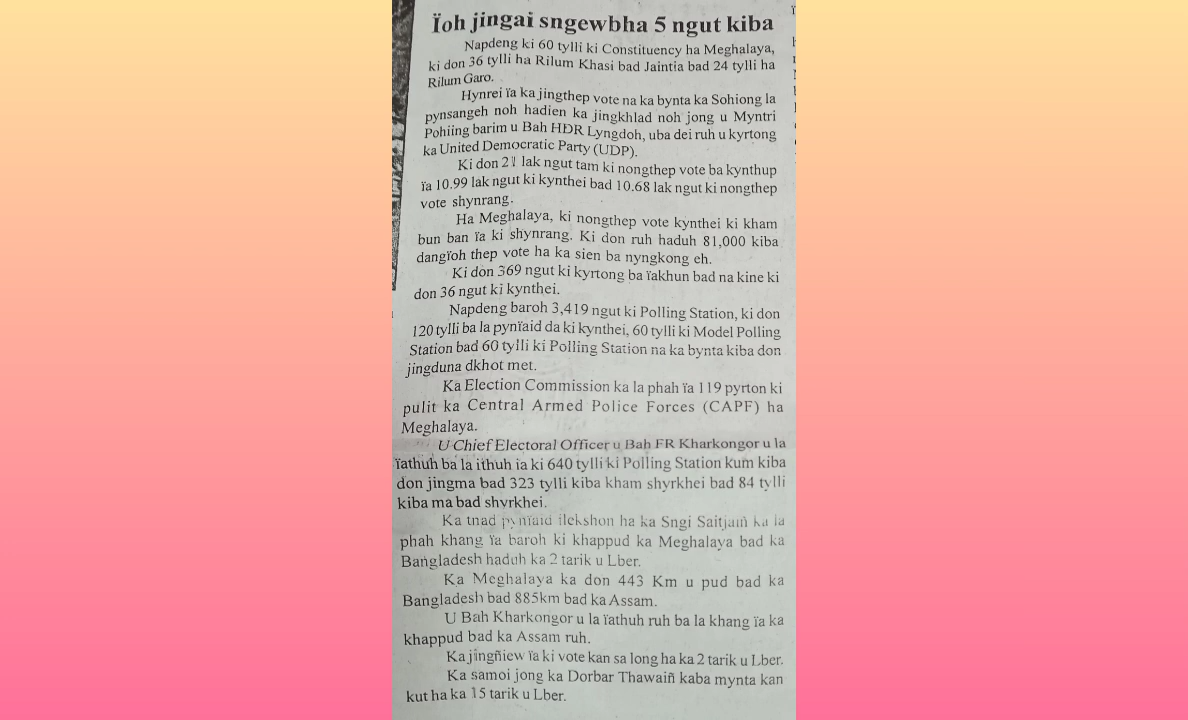 Ïoh jingai sngewbha 5 ngut kiba
Napdeng ki 60 tylli ki Constituency ha Meghalaya,
ki don 36 tylli ha Rilum Khasi bad Jaintia bad 24 tylli ha
Rilum Garo.
Hynrei ïa ka jingthep vote na ka bynta ka Sohiong la
pynsangeh noh hadien ka jingkhlad noh jong u Myntri
Pohiing barim u Bah HDR Lyngdoh, uba dei ruh u kyrtong
ka United Democratic Party (UDP).
Ki don lak ngut tam ki nongthep vote ba kynthup
ïa 10.99 lak ngut ki kynthei bad 10.68 lak ngut ki nongthep
vote shynrang.
Ha Meghalaya, ki nongthep vote kynthei ki kham
bun ban ïa ki shynrang. Ki don ruh haduh 81,000 kiba
dangïoh thep vote ha ka sien ba nyngkong eh.
Ki don 369 ngut ki kyrtong ba ïakhun bad na kine ki
don 36 ngut ki kynthei.
Napdeng baroh 3,419 ngut ki Polling Station, ki don
120 tylli ba la pynïaid da ki kynthei, 60 tylli ki Model Polling
Station bad 60 tylli ki Polling Station na ka bynta kiba don
jingduna dkhot met.
Ka Election Commission ka la phah ïa 119 pyrton ki
pulit ka Central Armed Police Forces (CAPF) ha
Meghalaya.
U Chief Electoral Officer u Bah FR Kharkongor u la
ïathuh ba la ithuh ia ki 640 tylli ki Polling Station kum kiba
don jingma bad 323 tylli kiba kham shyrkhei bad 84 tylli
kiba ma bad shyrkhei.
Ka tnad pynïaid ilekshon ha ka Sngi Saitjaiñ ka la
phah khang ïa baroh ki khappud ka Meghalaya bad ka
Bangladesh haduh ka 2 tarik u Lber.
Ka Meghalaya ka don 443 Km u pud bad ka
Bangladesh bad 885km bad ka Assam.
U Bah Kharkongor u la ïathuh ruh ba la khang ïa ka
khappud bad ka Assam ruh.
Ka jingñiew ïa ki vote kan sa long ha ka 2 tarik u Lber.
Ka samoi jong ka Dorbar Thawaiñ kaba mynta kan
kut ha ka 15 tarik u Lber.